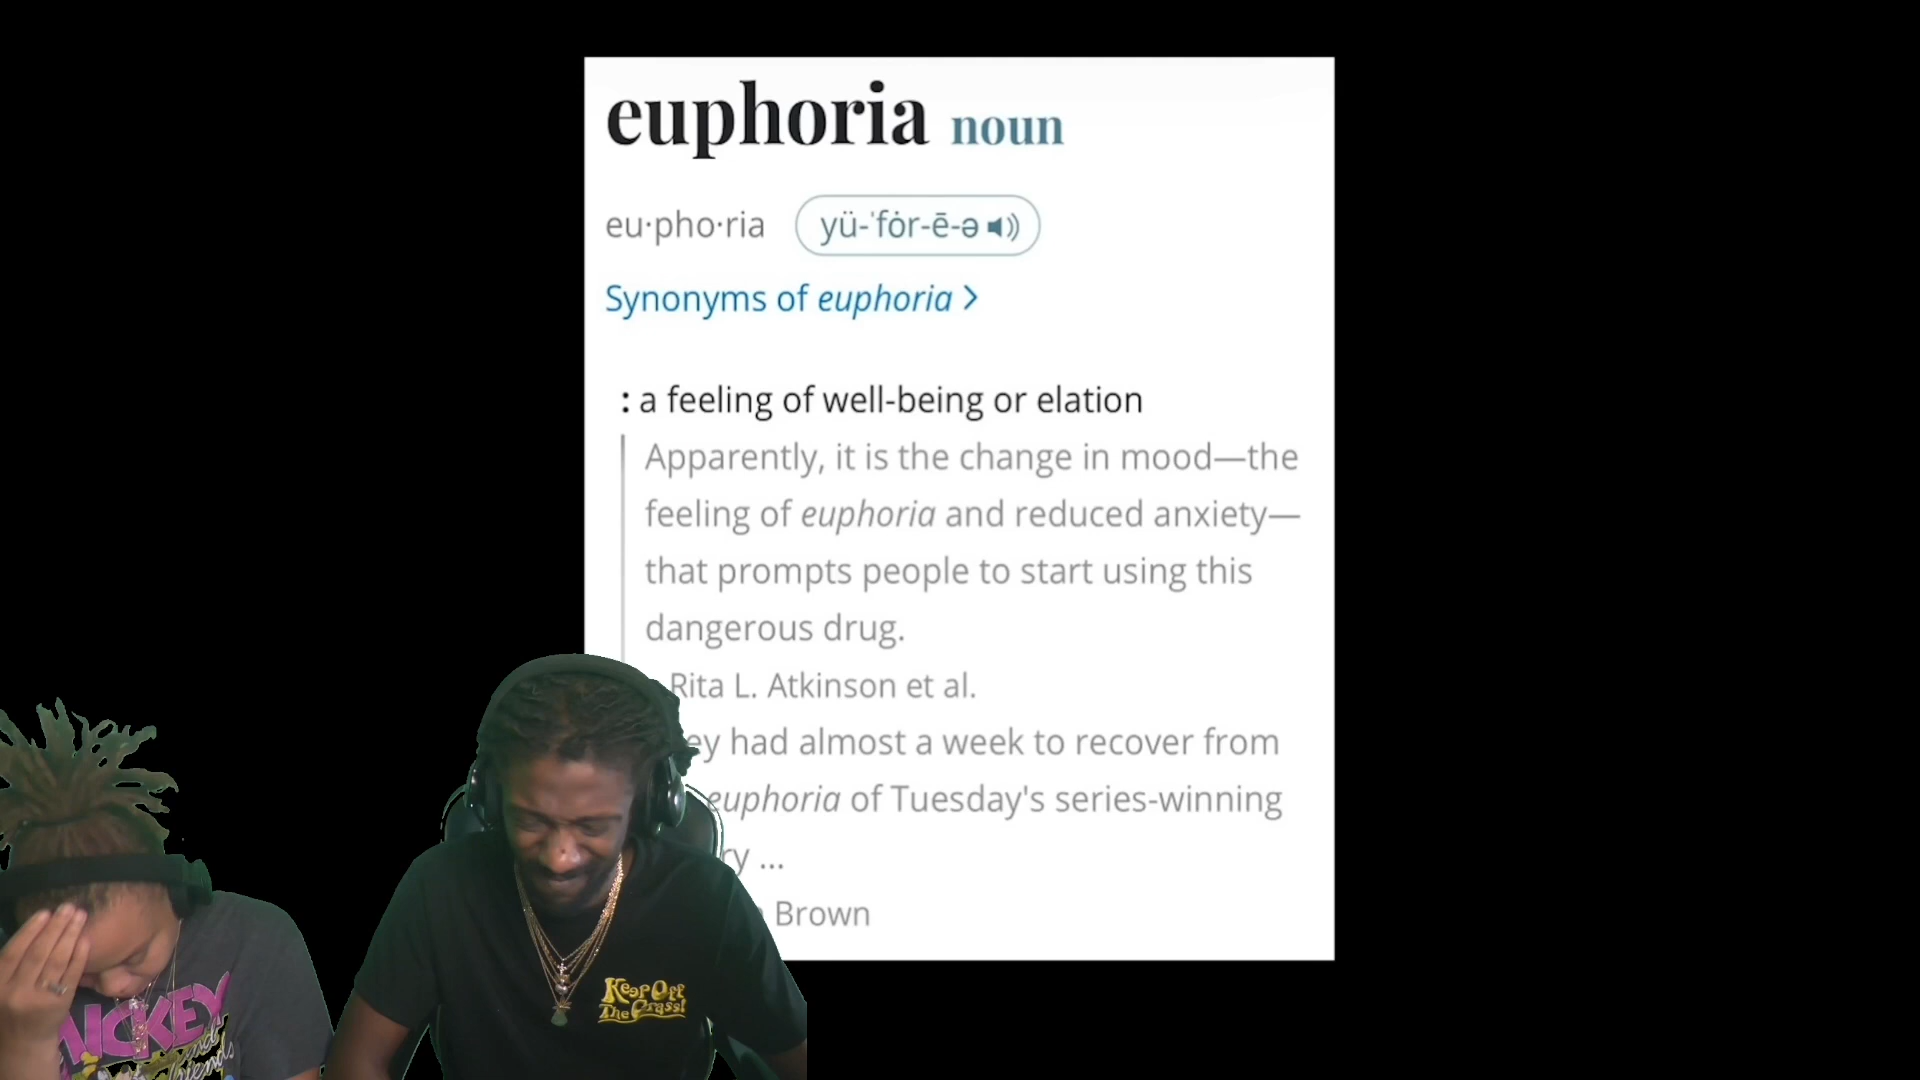 euphoria noun
eu·pho·ria yü-ˈfȯr-ē-ə
Synonyms of euphoria >
: a feeling of well-being or elation
Apparently, it is the change in mood—the
feeling of euphoria and reduced anxiety—
that prompts people to start using this
dangerous drug.
Rita L. Atkinson et al.
had almost a week to recover from
euphoria of Tuesday's series-winning
...
Brown
Keep Off
The Grass!
MICKEY
and
friends